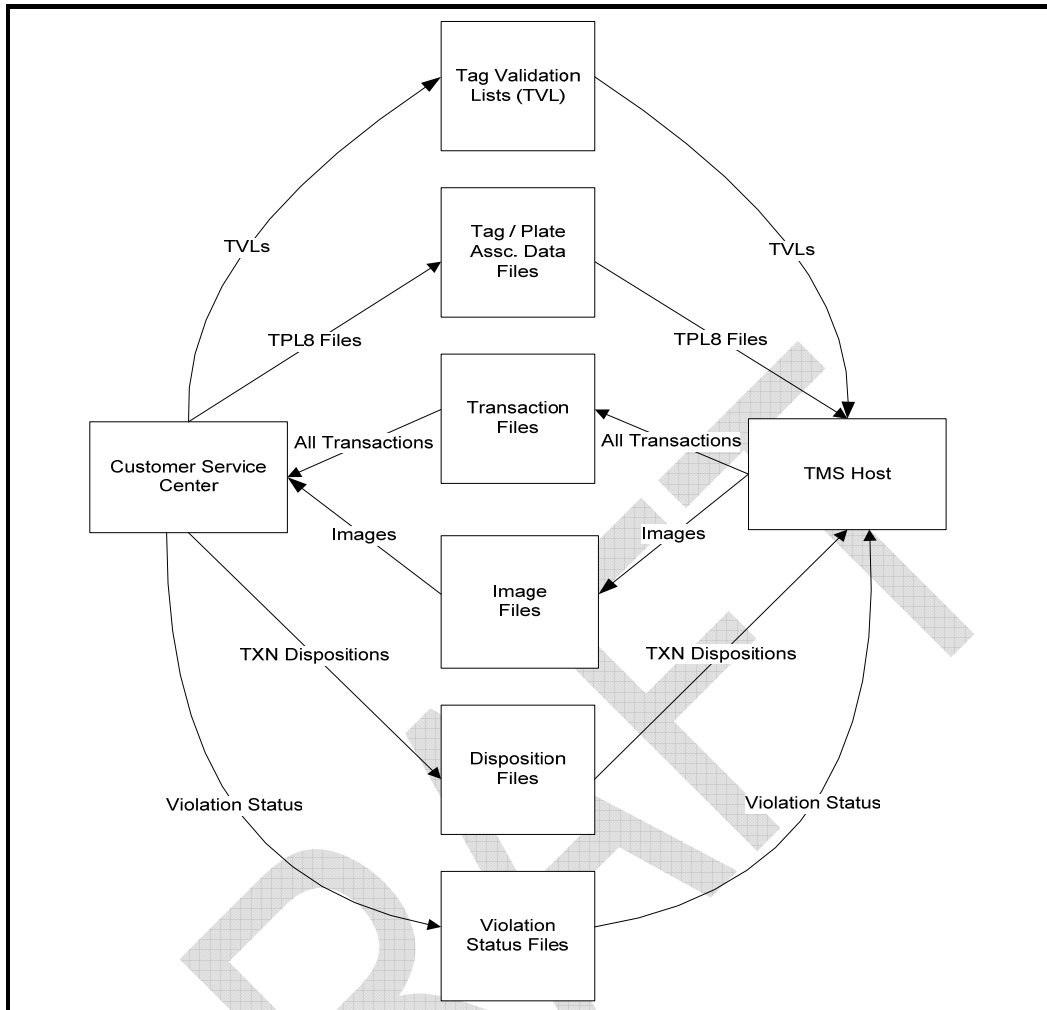 Tag Validation
Lists (TVL)
TVLs
TVLs
Tag / Plate
Assc. Data
Files
TPL8 Files
TPL8 Files
Transaction
Files
All Transactions
All Transactions
Customer Service
Center
TMS Host
Images
Images
Image
Files
TXN Dispositions
TXN Dispositions
Disposition
Files
Violation Status
Violation Status
Violation
Status Files
DRAFT